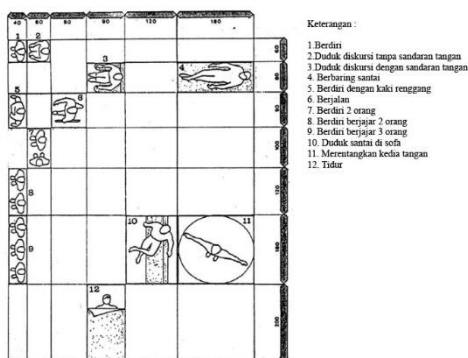 40 60 80 90 120 180
1 2
3
4
5
6
8
9
10
11
12
60
80
90
100
120
180
200
Keterangan :
1.Berdiri
2.Duduk diskursi tanpa sandaran tangan
3.Duduk diskursi dengan sandaran tangan
4. Berbaring santai
5. Berdiri dengan kaki renggang
6. Berjalan
7. Berdiri 2 orang
8. Berdiri berjajar 2 orang
9. Berdiri berjajar 3 orang
10. Duduk santai di sofa
11. Merentangkan kedia tangan
12. Tidur